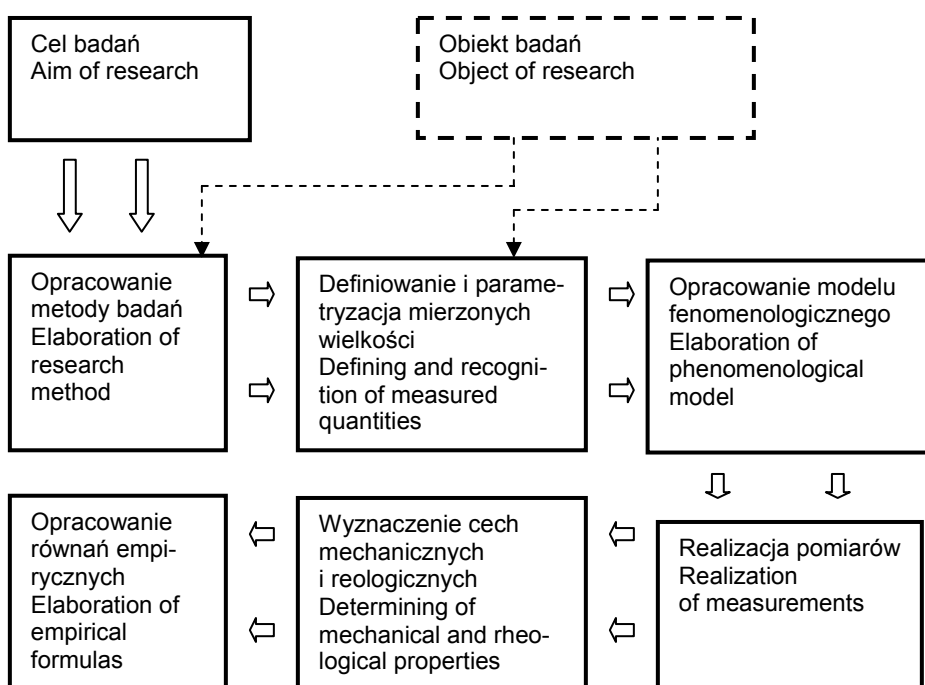 Cel badań
Aim of research
Obiekt badań
Object of research
Opracowanie
metody badań
Elaboration of
research
method
Definiowanie i parame-
tryzacja mierzonych
wielkości
Defining and recogni-
tion of measured
quantities
Opracowanie modelu
fenomenologicznego
Elaboration of
phenomenological
model
Opracowanie
równań empi-
rycznych
Elaboration of
empirical
formulas
Wyznaczenie cech
mechanicznych
i reologicznych
Determining of
mechanical and rheo-
logical properties
Realizacja pomiarów
Realization
of measurements